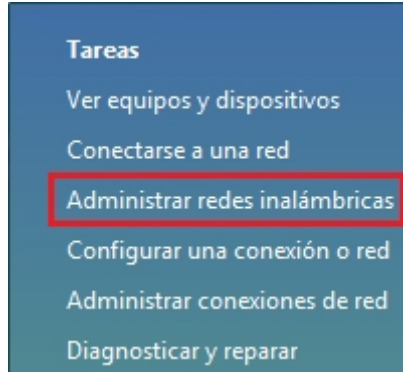 Tareas
Ver equipos y dispositivos
Conectarse a una red
Administrar redes inalámbricas
Configurar una conexión o red
Administrar conexiones de red
Diagnosticar y reparar